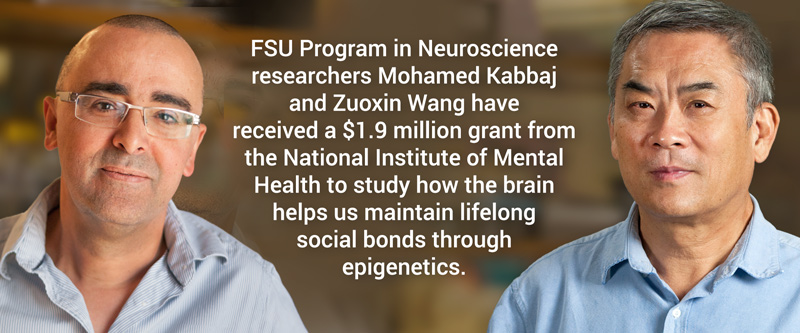 FSU Program in Neuroscience
researchers Mohamed Kabbaj
and Zuoxin Wang have
received a $1.9 million grant from
the National Institute of Mental
Health to study how the brain
helps us maintain lifelong
social bonds through
epigenetics.